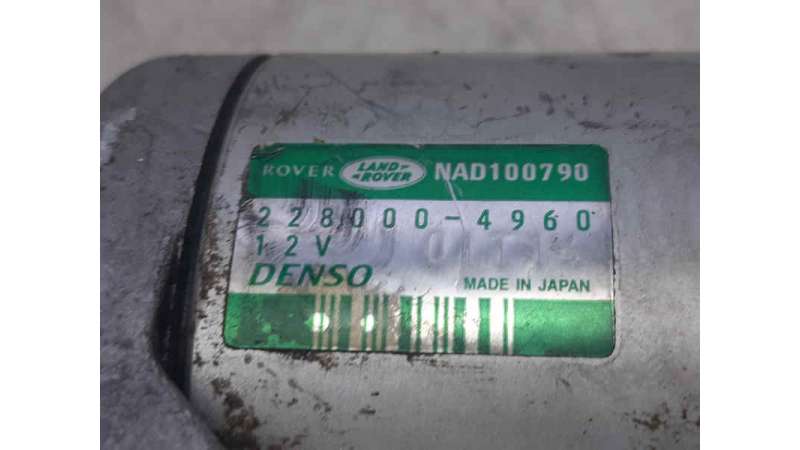 ROVER LAND ROVER NAD100790
228000-4960
12V
DENSO MADE IN JAPAN